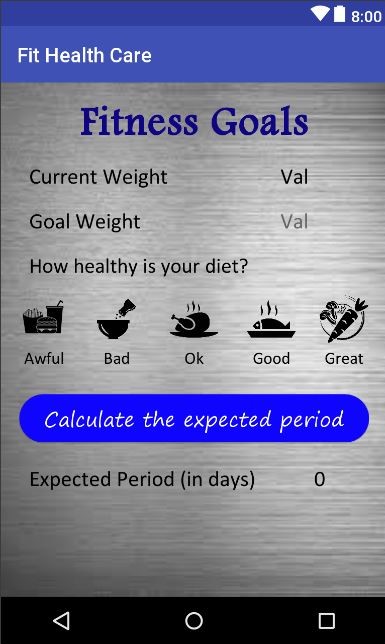 8:00
Fit Health Care
Fitness Goals
Current Weight Val
Goal Weight Val
How healthy is your diet?
Awful Bad Ok Good Great
Calculate the expected period
Expected Period (in days) 0